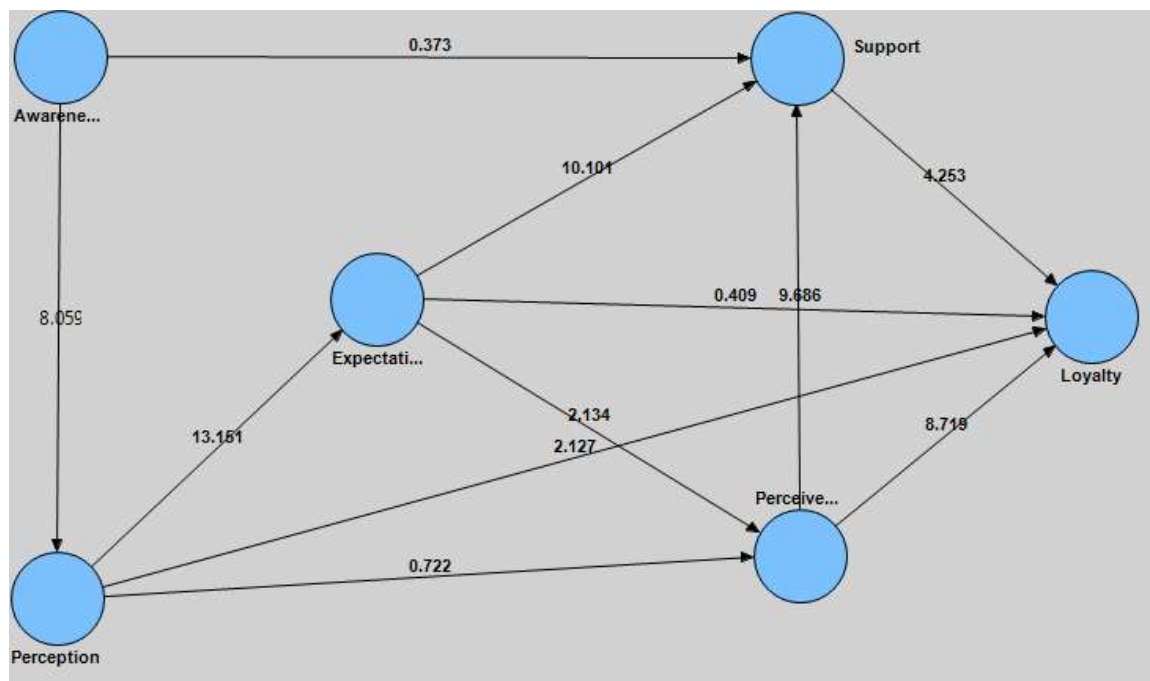 0.373
Support
Awarene...
10.101
4.253
0.409 9.686
8.059
Expectati...
Loyalty
2.134
13.151
8.719
2.127
Perceive...
0.722
Perception